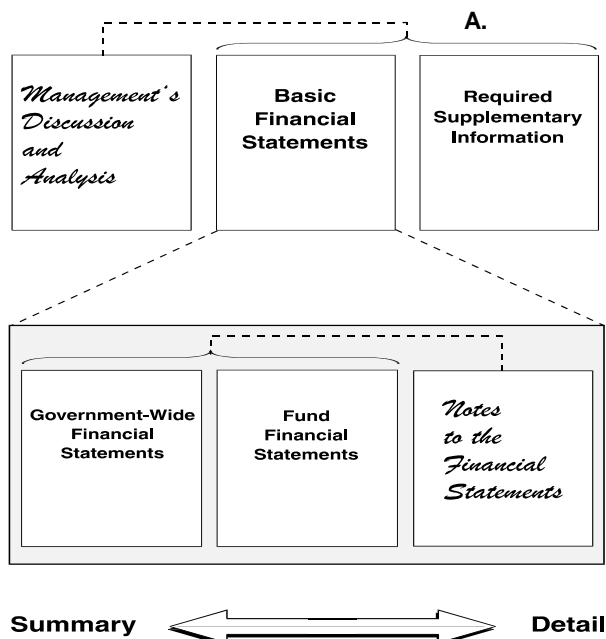 A.
Management's
Discussion
and
Analysis
Basic
Financial
Statements
Required
Supplementary
Information
Government-Wide
Financial
Statements
Fund
Financial
Statements
Notes
to the
Financial
Statements
Summary
Detail